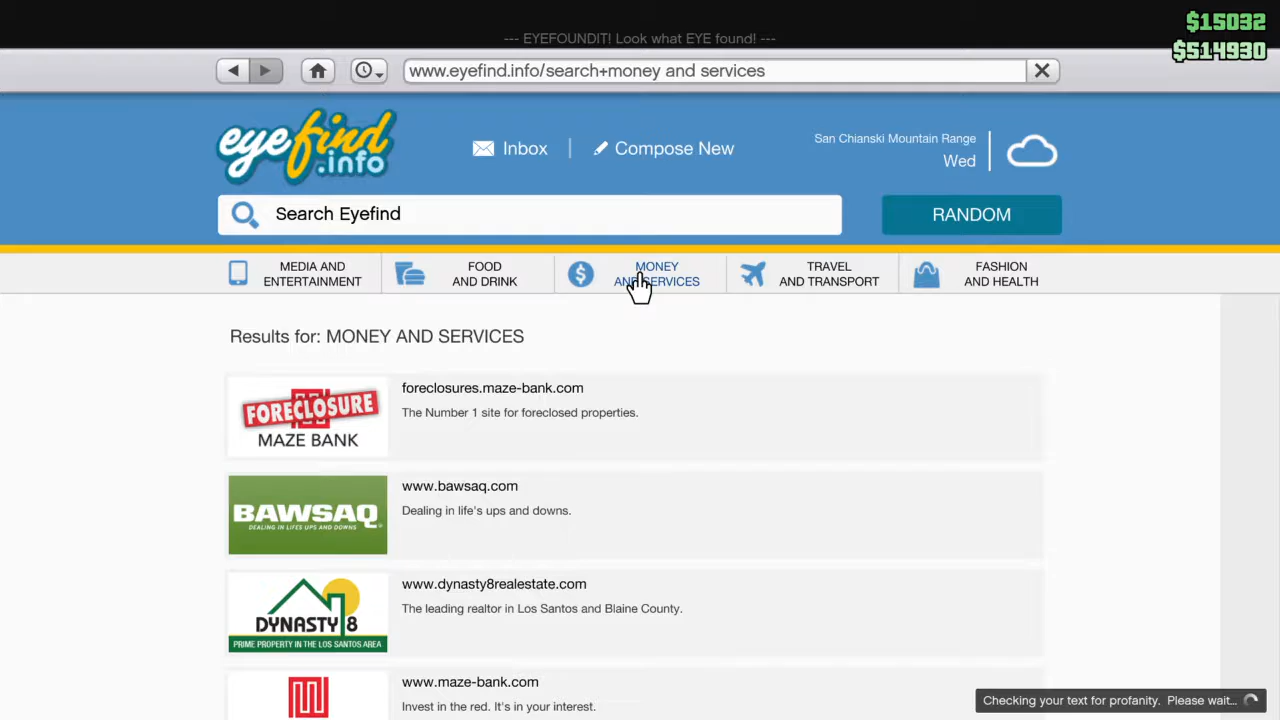 $15032
--- EYEFOUNDIT! Look what EYE found! ---
$514930
www.eyefind.info/search+money and services
eyefind
.info
Inbox
Compose New
San Chianski Mountain Range
Wed
Search Eyefind
RANDOM
MEDIA AND
ENTERTAINMENT
FOOD
AND DRINK
MONEY
AND SERVICES
TRAVEL
AND TRANSPORT
FASHION
AND HEALTH
Results for: MONEY AND SERVICES
FORECLOSURE
MAZE BANK
foreclosures.maze-bank.com
The Number 1 site for foreclosed properties.
BAWSAQ
DEALING IN LIFE'S UPS AND DOWNS
www.bawsaq.com
Dealing in life's ups and downs.
DYNASTY 8
PRIME PROPERTY IN THE LOS SANTOS AREA
www.dynasty8realestate.com
The leading realtor in Los Santos and Blaine County.
www.maze-bank.com
Invest in the red. It's in your interest.
Checking your text for profanity. Please wait...